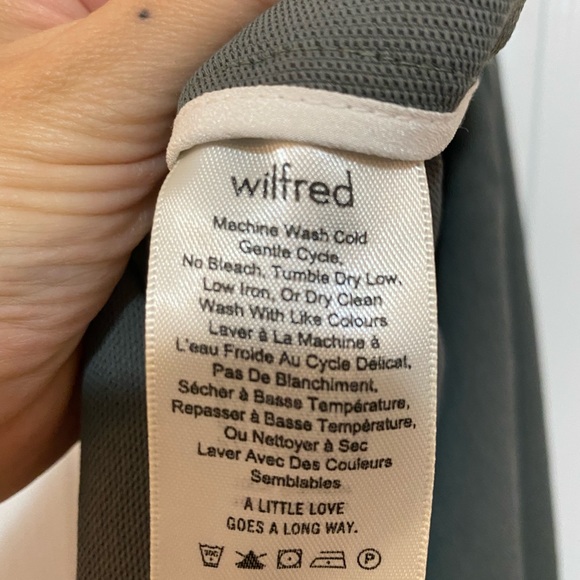 wilfred
Machine Wash Cold
Gentle Cycle,
No Bleach, Tumble Dry Low,
Low Iron, Or Dry Clean
Wash With Like Colours
Laver à La Machine à
L'eau Froide Au Cycle Délicat,
Pas De Blanchiment,
Sécher à Basse Température,
Repasser à Basse Température,
Ou Nettoyer à Sec
Laver Avec Des Couleurs
Semblables
A LITTLE LOVE
GOES A LONG WAY.
P